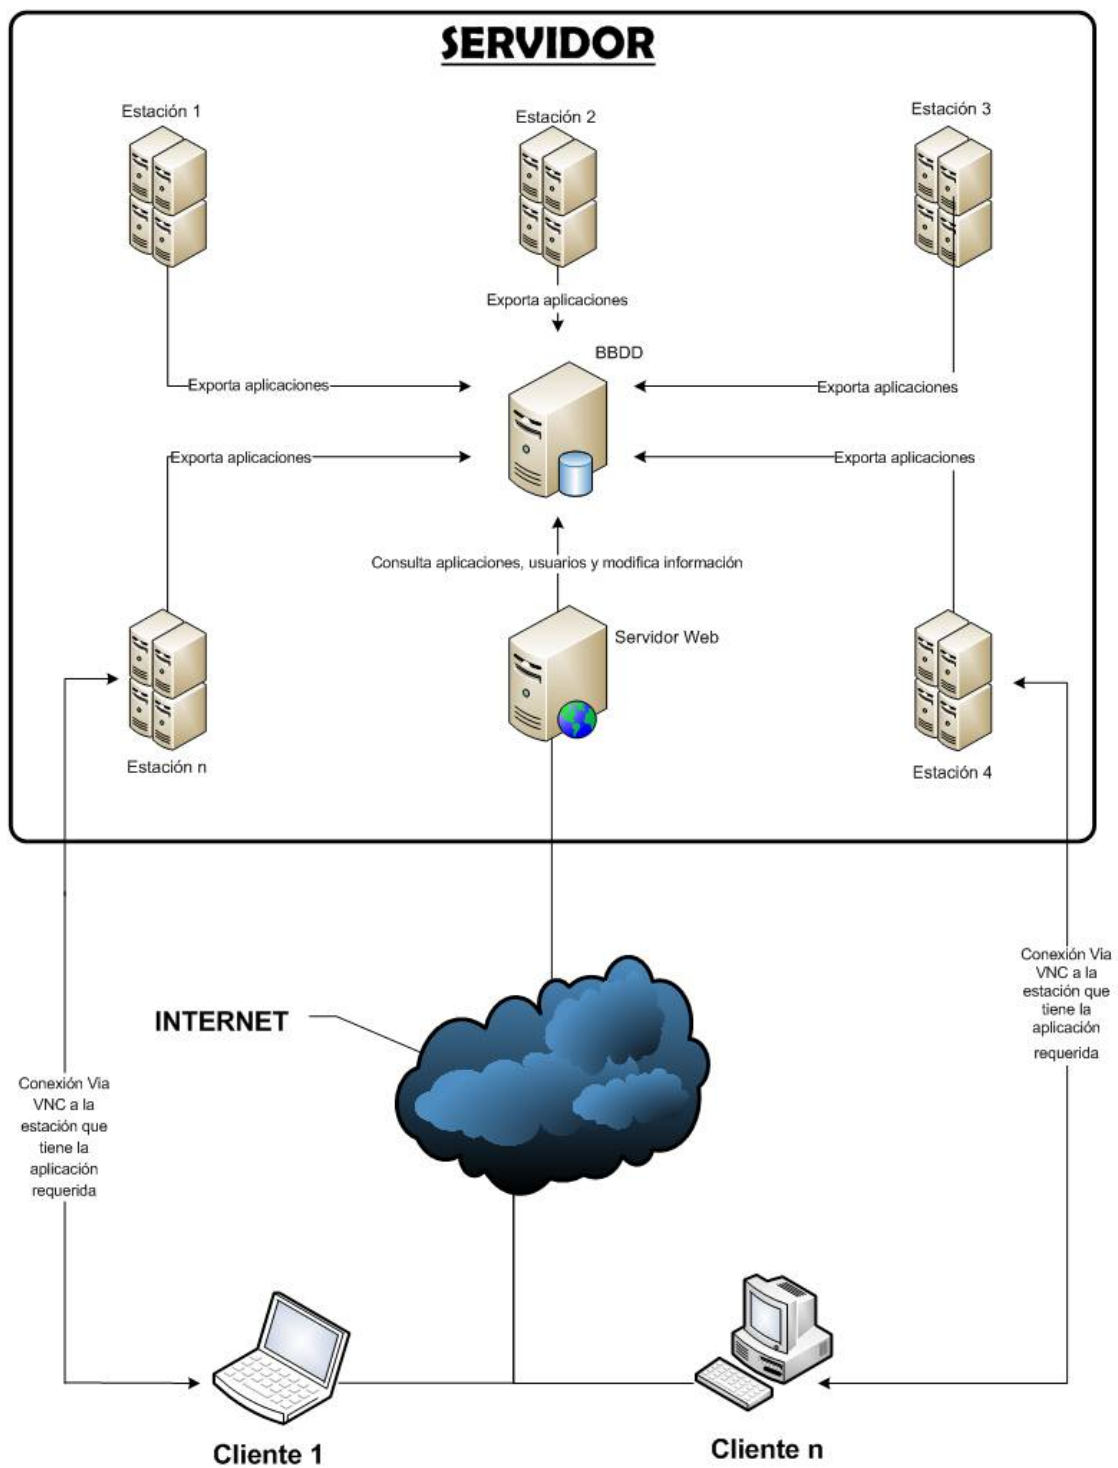 SERVIDOR
Estación 1
Estación 2
Estación 3
Exporta aplicaciones
BBDD
Exporta aplicaciones
Exporta aplicaciones
Exporta aplicaciones
Exporta aplicaciones
Consulta aplicaciones, usuarios y modifica información
Servidor Web
Estación n
Estación 4
Conexión Via
VNC a la
estación que
tiene la
aplicación
requerida
INTERNET
Conexión Via
VNC a la
estación que
tiene la
aplicación
requerida
Cliente 1
Cliente n